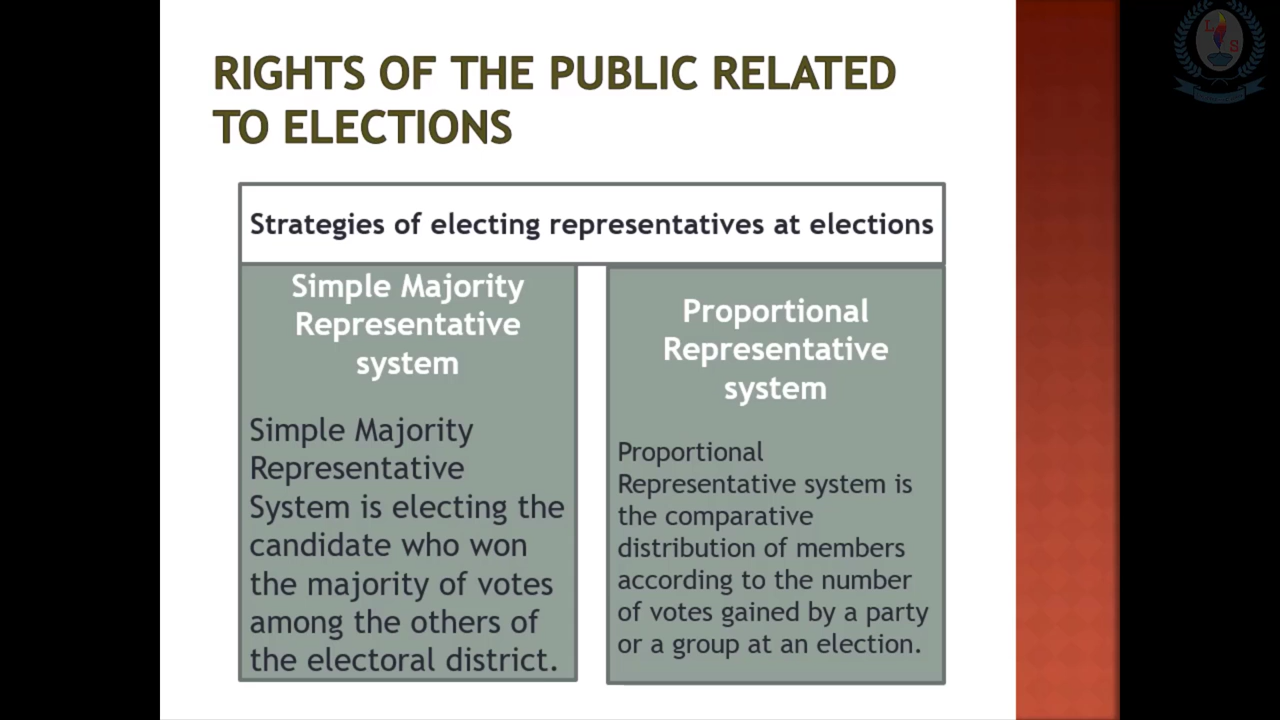 RIGHTS OF THE PUBLIC RELATED
TO ELECTIONS
Strategies of electing representatives at elections
Simple Majority
Representative
system
Simple Majority
Representative
System is electing the
candidate who won
the majority of votes
among the others of
the electoral district.
Proportional
Representative
system
Proportional
Representative system is
the comparative
distribution of members
according to the number
of votes gained by a party
or a group at an election.
L
S